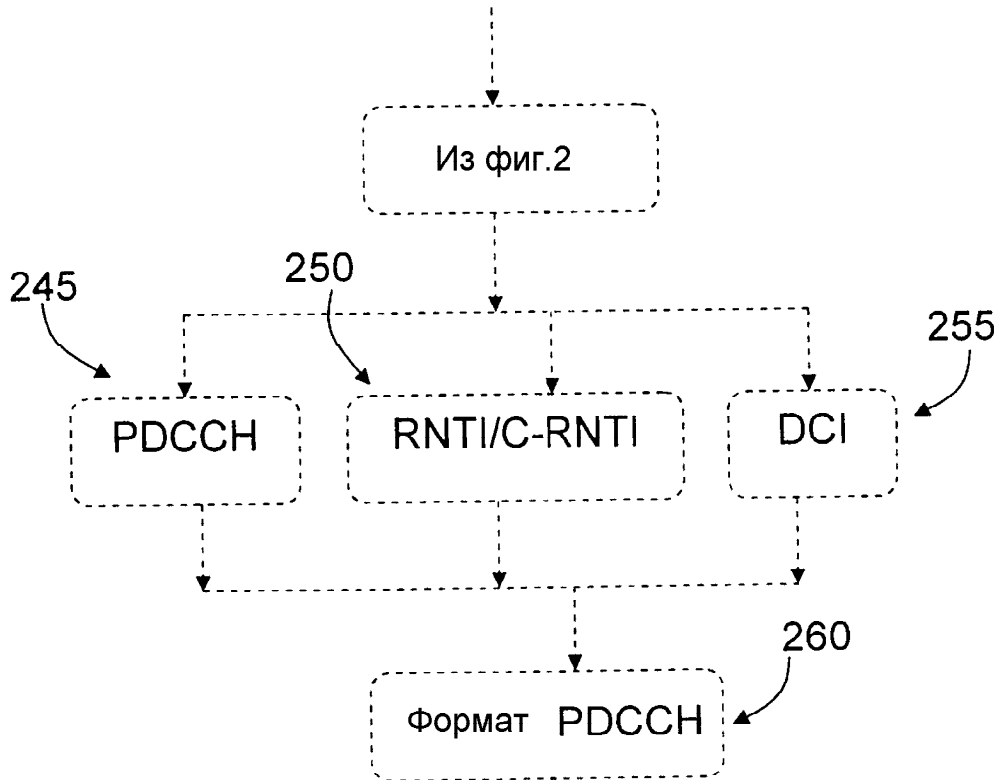 Из фиг.2
250
245
255
PDCCH
RNTI/C-RNTI
DCI
260
Формат PDCCH